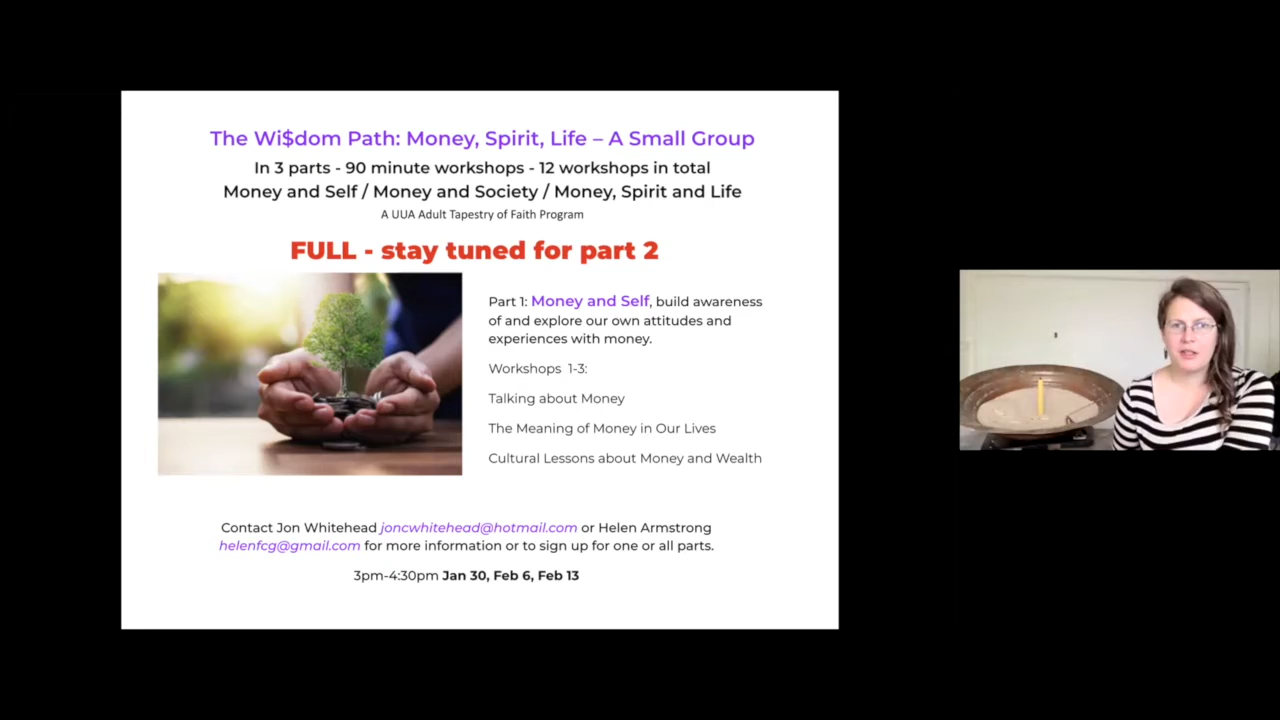 The Wi$dom Path: Money, Spirit, Life – A Small Group
In 3 parts - 90 minute workshops - 12 workshops in total
Money and Self / Money and Society / Money, Spirit and Life
A UUA Adult Tapestry of Faith Program
FULL - stay tuned for part 2
Part 1: Money and Self, build awareness
of and explore our own attitudes and
experiences with money.
Workshops 1-3:
Talking about Money
The Meaning of Money in Our Lives
Cultural Lessons about Money and Wealth
Contact Jon Whitehead joncwhitehead@hotmail.com or Helen Armstrong
helenfcg@gmail.com for more information or to sign up for one or all parts.
3pm-4:30pm Jan 30, Feb 6, Feb 13